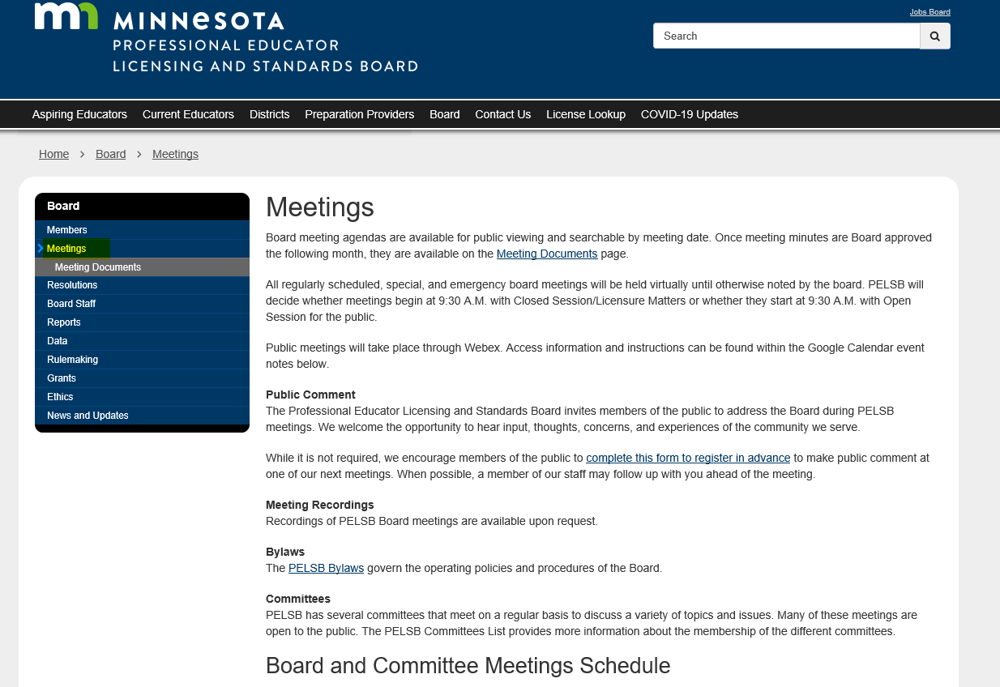 Jobs Board
mn MINNESOTA
PROFESSIONAL EDUCATOR
LICENSING AND STANDARDS BOARD
Search
Aspiring Educators Current Educators Districts Preparation Providers Board Contact Us License Lookup COVID-19 Updates
Home > Board > Meetings
Board
Members
Meetings
Meeting Documents
Resolutions
Board Staff
Reports
Data
Rulemaking
Grants
Ethics
News and Updates
Meetings
Board meeting agendas are available for public viewing and searchable by meeting date. Once meeting minutes are Board approved
the following month, they are available on the Meeting Documents page.
All regularly scheduled, special, and emergency board meetings will be held virtually until otherwise noted by the board. PELSB will
decide whether meetings begin at 9:30 A.M. with Closed Session/Licensure Matters or whether they start at 9:30 A.M. with Open
Session for the public.
Public meetings will take place through Webex. Access information and instructions can be found within the Google Calendar event
notes below.
Public Comment
The Professional Educator Licensing and Standards Board invites members of the public to address the Board during PELSB
meetings. We welcome the opportunity to hear input, thoughts, concerns, and experiences of the community we serve.
While it is not required, we encourage members of the public to complete this form to register in advance to make public comment at
one of our next meetings. When possible, a member of our staff may follow up with you ahead of the meeting.
Meeting Recordings
Recordings of PELSB Board meetings are available upon request.
Bylaws
The PELSB Bylaws govern the operating policies and procedures of the Board.
Committees
PELSB has several committees that meet on a regular basis to discuss a variety of topics and issues. Many of these meetings are
open to the public. The PELSB Committees List provides more information about the membership of the different committees.
Board and Committee Meetings Schedule